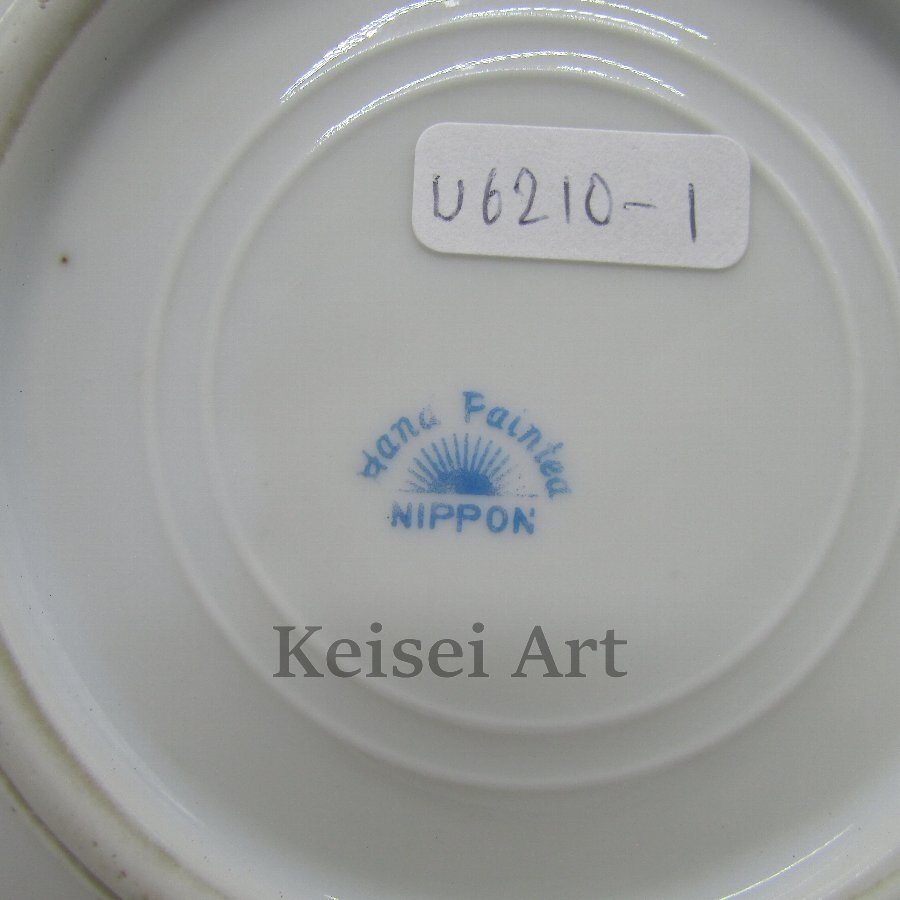 U6210-1
Hand Painted
NIPPON
Keisei Art